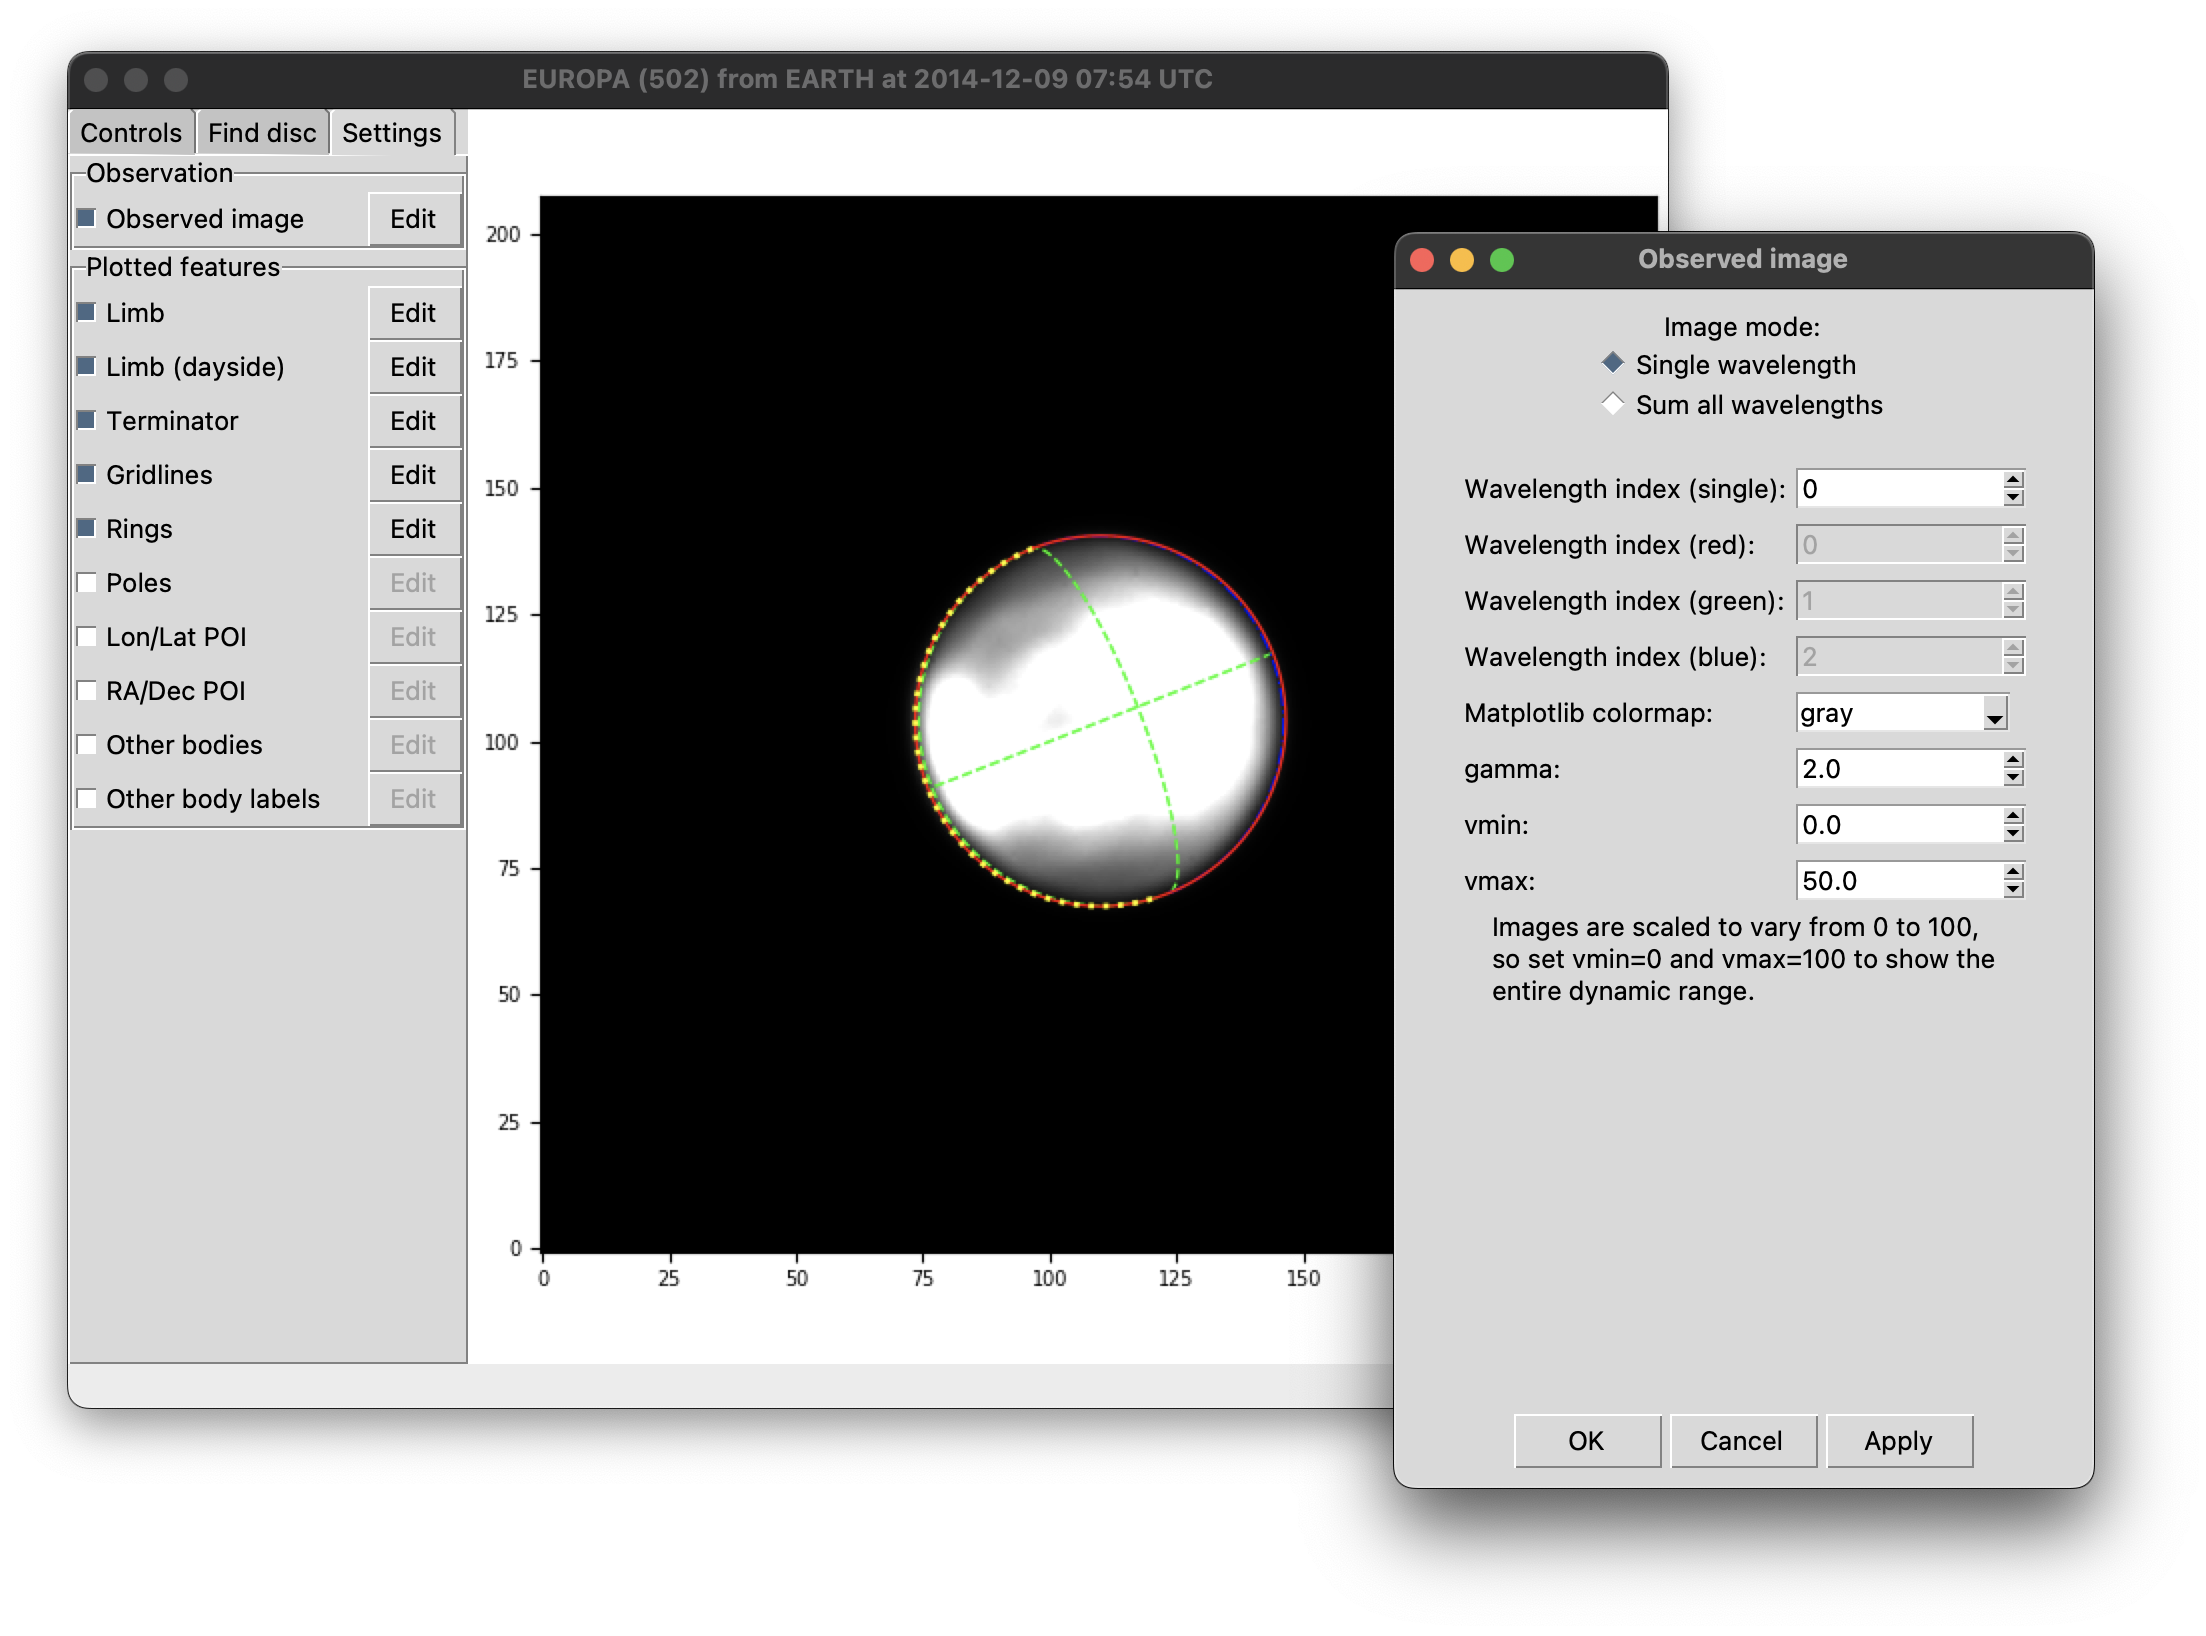 EUROPA (502) from EARTH at 2014-12-09 07:54 UTC
Controls Find disc Settings
Observation
Observed image Edit
Plotted features
Limb Edit
Limb (dayside) Edit
Terminator Edit
Gridlines Edit
Rings Edit
Poles Edit
Lon/Lat POI Edit
RA/Dec POI Edit
Other bodies Edit
Other body labels Edit
200
175
150
125
100
75
50
25
0
0 25 50 75 100 125 150
Observed image
Image mode:
Single wavelength
Sum all wavelengths
Wavelength index (single): 0
Wavelength index (red): 0
Wavelength index (green): 1
Wavelength index (blue): 2
Matplotlib colormap: gray
gamma: 2.0
vmin: 0.0
vmax: 50.0
Images are scaled to vary from 0 to 100,
so set vmin=0 and vmax=100 to show the
entire dynamic range.
OK Cancel Apply